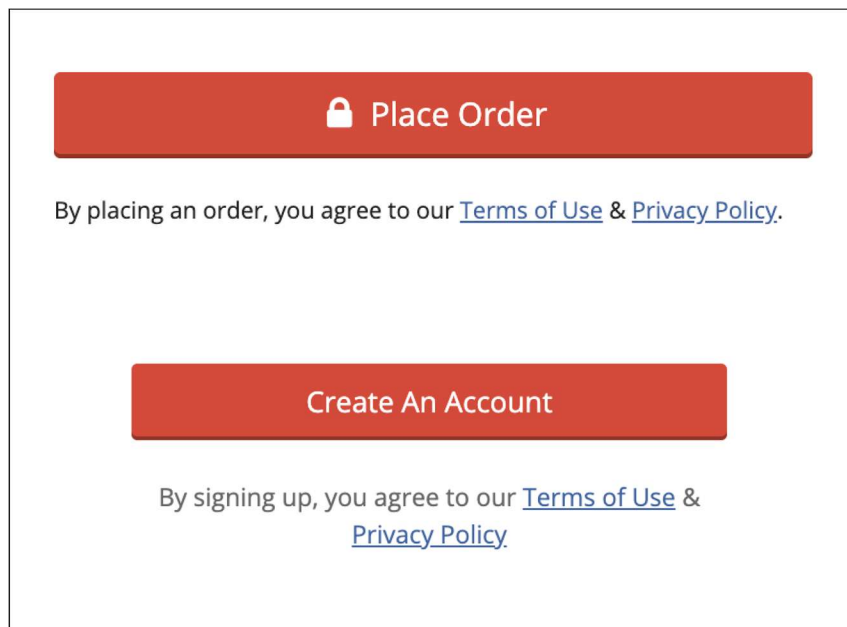 Place Order
By placing an order, you agree to our Terms of Use & Privacy Policy.
Create An Account
By signing up, you agree to our Terms of Use &
Privacy Policy